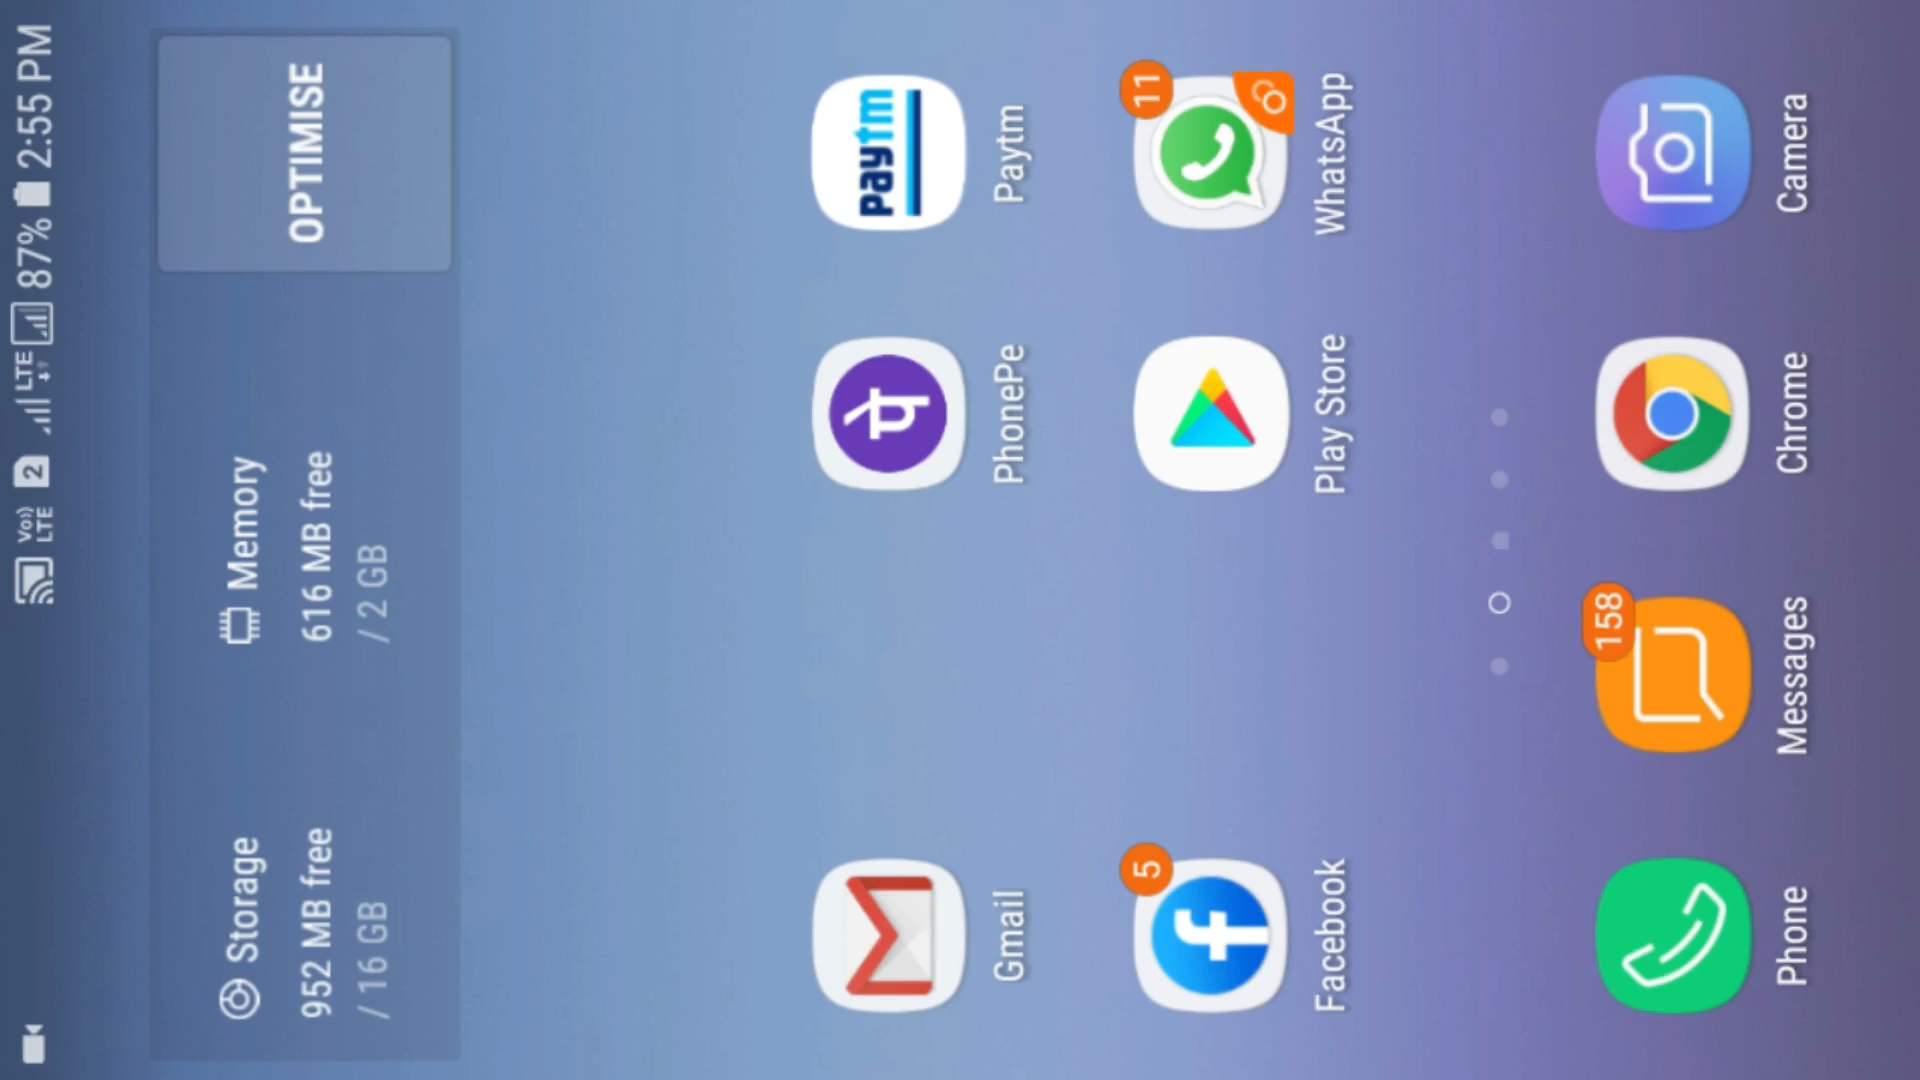 VoLTE 2 LTE 87% 2:55 PM
Storage
952 MB free
/ 16 GB
Memory
616 MB free
/ 2 GB
OPTIMISE
Gmail
PhonePe
paytm
Paytm
5
Facebook
Play Store
11
WhatsApp
Phone
158
Messages
Chrome
Camera